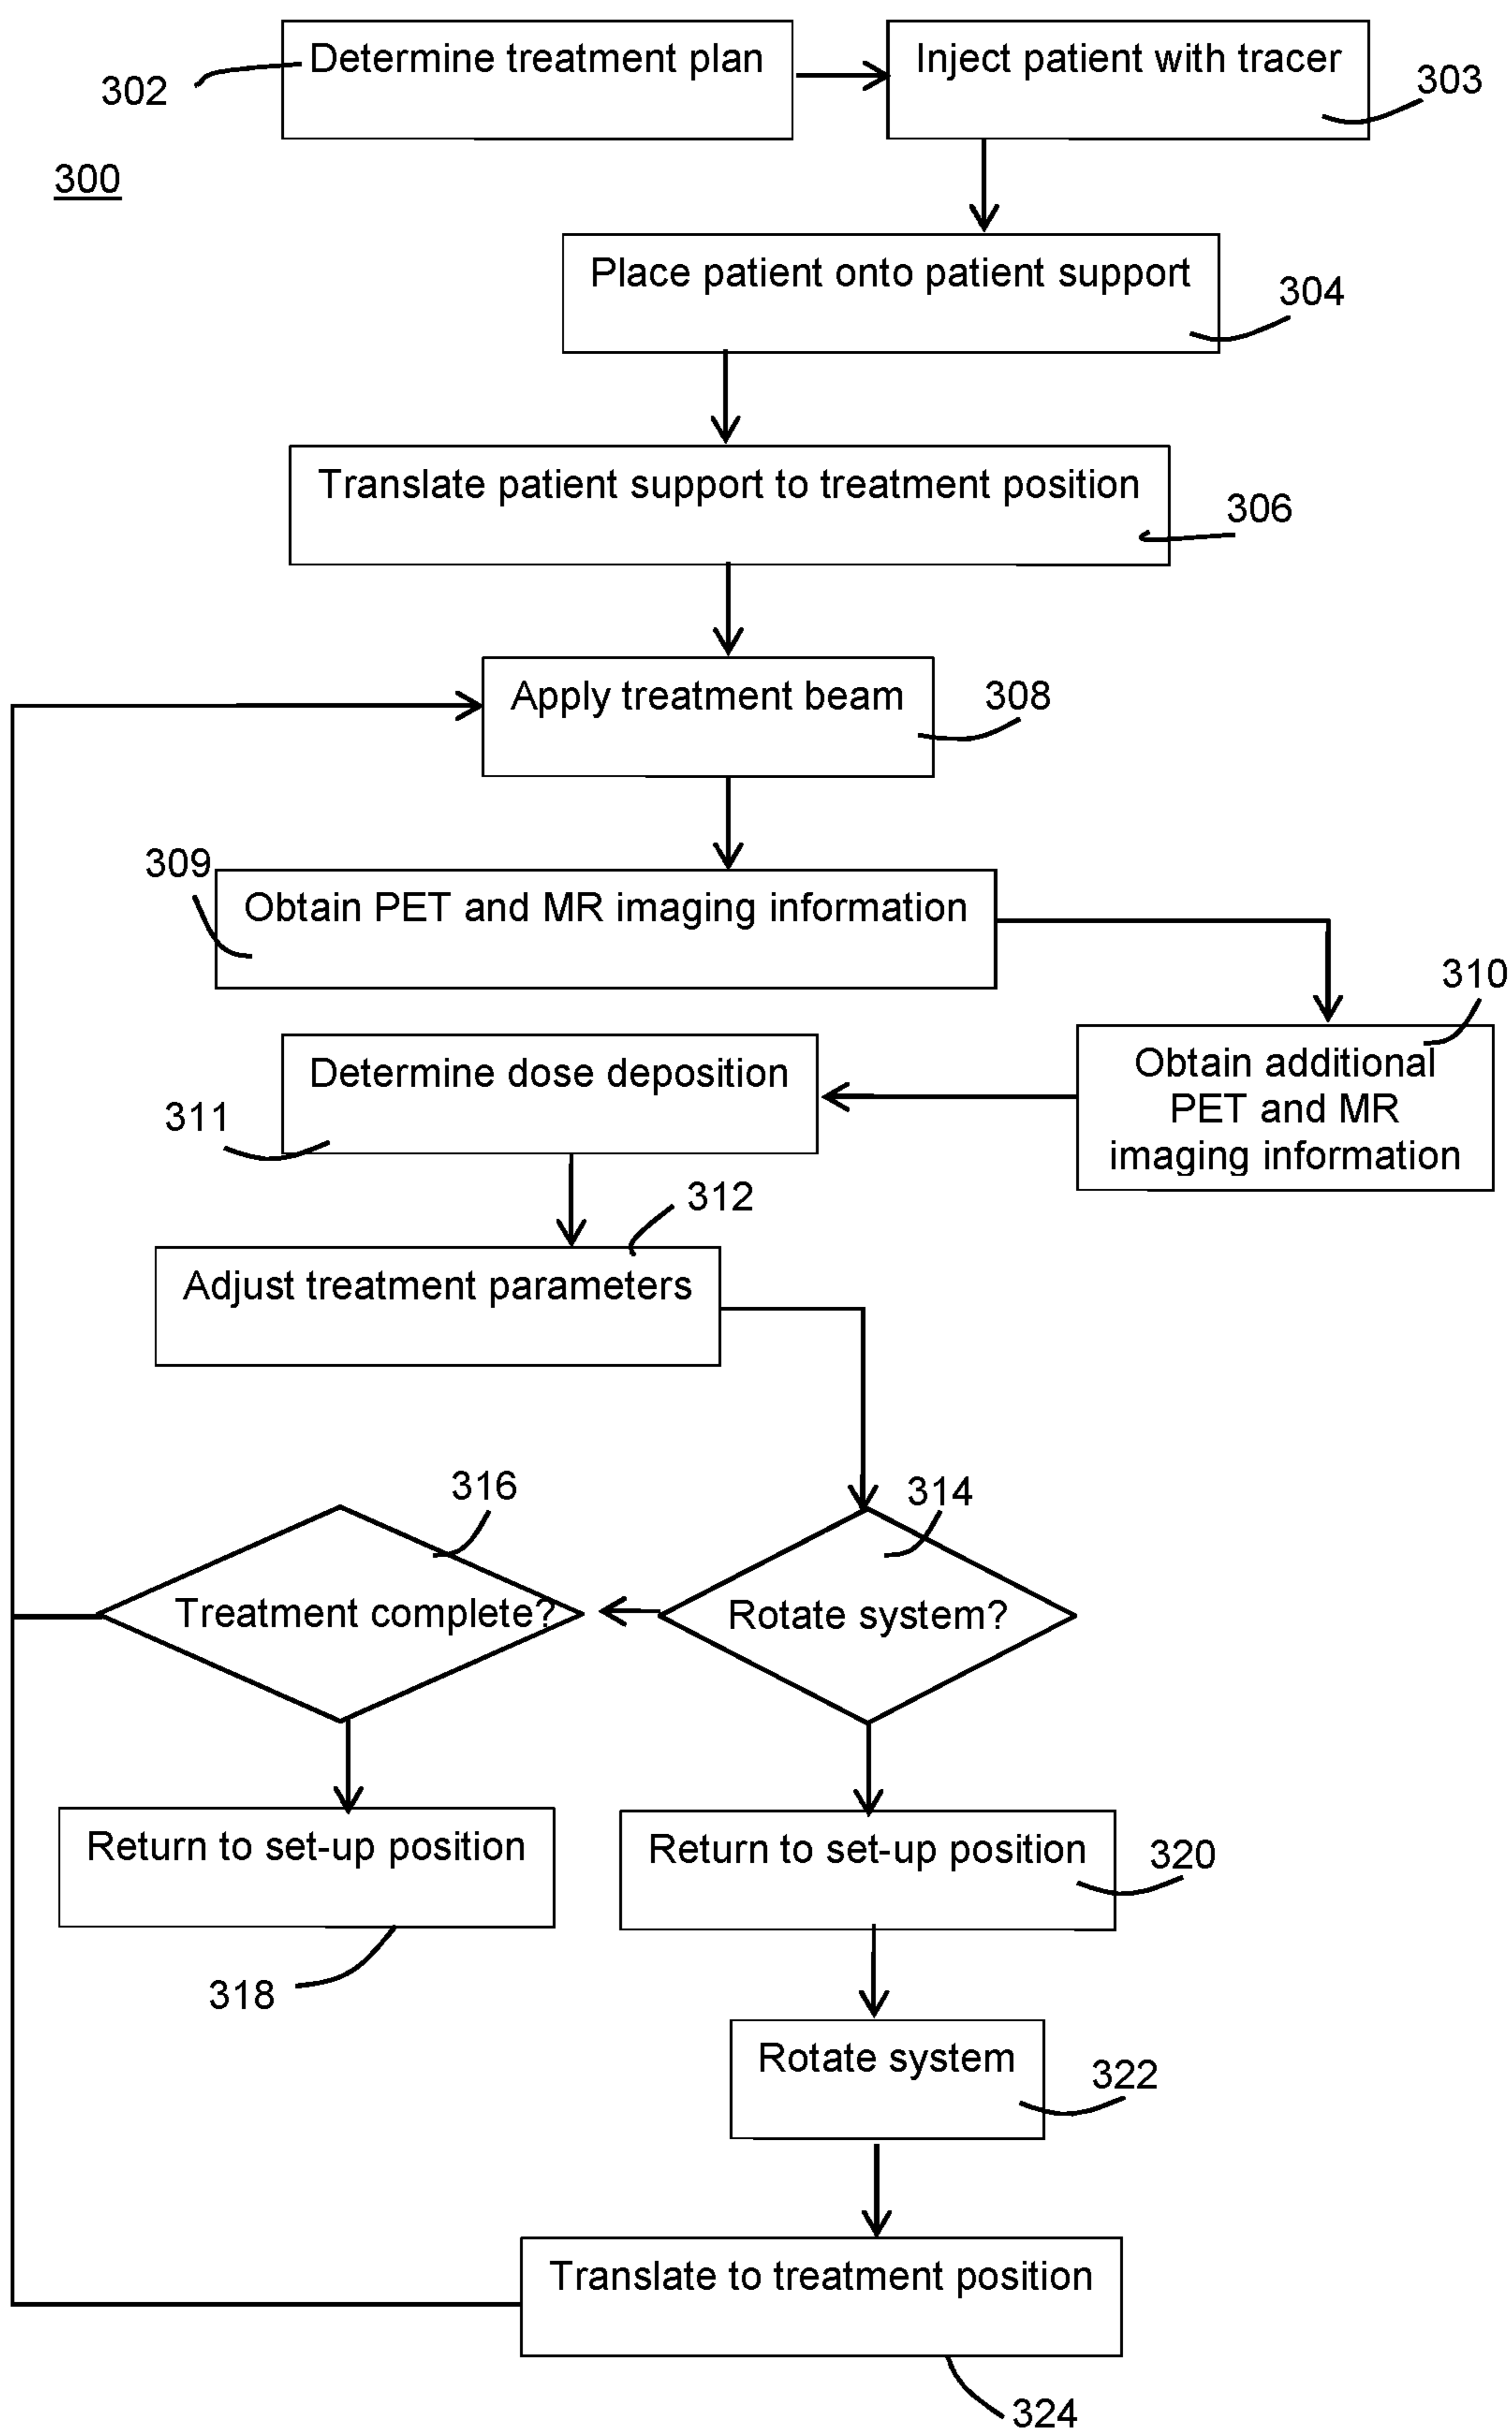 Determine treatment plan
Inject patient with tracer
302
303
300
Place patient onto patient support
304
Translate patient support to treatment position
306
Apply treatment beam
308
309
Obtain PET and MR imaging information
310
Obtain additional
PET and MR
imaging information
Determine dose deposition
311
312
Adjust treatment parameters
316
314
Treatment complete?
Rotate system?
Return to set-up position
Return to set-up position
320
318
Rotate system
322
Translate to treatment position
324